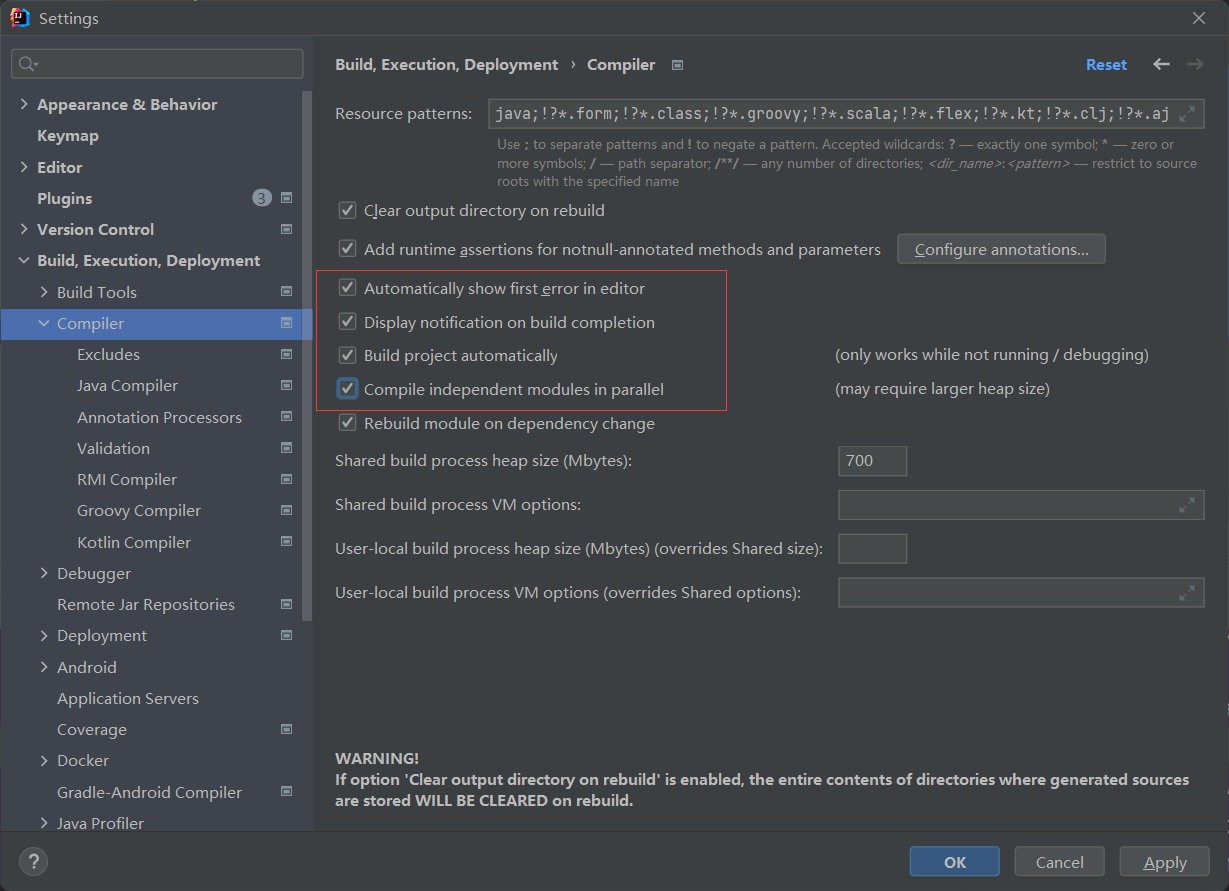 Settings
Appearance & Behavior
Keymap
Editor
Plugins 3
Version Control
Build, Execution, Deployment
Build Tools
Compiler
Excludes
Java Compiler
Annotation Processors
Validation
RMI Compiler
Groovy Compiler
Kotlin Compiler
Debugger
Remote Jar Repositories
Deployment
Android
Application Servers
Coverage
Docker
Gradle-Android Compiler
Java Profiler
Build, Execution, Deployment › Compiler
Reset
Resource patterns: java;!?*.form;!?*.class;!?*.groovy;!?*.scala;!?*.flex;!?*.kt;!?*.clj;!?*.aj
Use ; to separate patterns and ! to negate a pattern. Accepted wildcards: ? — exactly one symbol; * — zero or
more symbols; / — path separator; /**/ — any number of directories; <dir_name>:<pattern> — restrict to source
roots with the specified name
Clear output directory on rebuild
Add runtime assertions for notnull-annotated methods and parameters Configure annotations...
Automatically show first error in editor
Display notification on build completion
Build project automatically (only works while not running / debugging)
Compile independent modules in parallel (may require larger heap size)
Rebuild module on dependency change
Shared build process heap size (Mbytes): 700
Shared build process VM options:
User-local build process heap size (Mbytes) (overrides Shared size):
User-local build process VM options (overrides Shared options):
WARNING!
If option 'Clear output directory on rebuild' is enabled, the entire contents of directories where generated sources
are stored WILL BE CLEARED on rebuild.
?
OK
Cancel
Apply